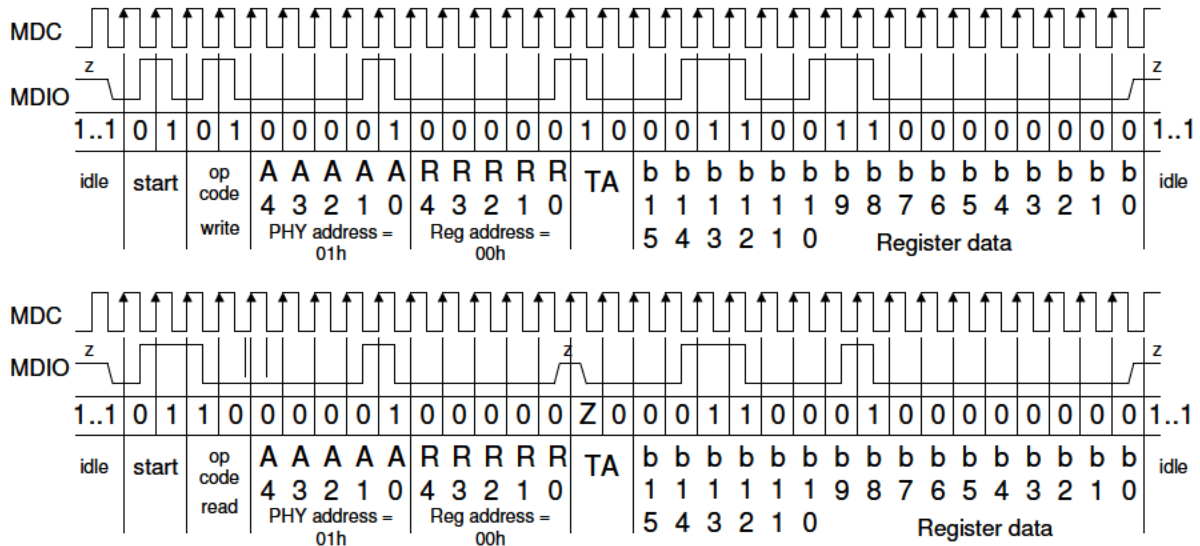 MDC
z z
MDIO
1..1 0 1 0 1 0 0 0 0 1 0 0 0 0 0 1 0 0 0 1 1 0 0 1 1 0 0 0 0 0 0 0 0 1..1
idle start op code write A A A A A R R R R R TA b b b b b b b b b b b b b b b b idle
4 3 2 1 0 4 3 2 1 0 1 1 1 1 1 1 9 8 7 6 5 4 3 2 1 0
PHY address = 01h Reg address = 00h 5 4 3 2 1 0 Register data
MDC
z z z
MDIO
1..1 0 1 1 0 0 0 0 0 1 0 0 0 0 0 Z 0 0 0 1 1 0 0 0 1 0 0 0 0 0 0 0 0 1..1
idle start op code read A A A A A R R R R R TA b b b b b b b b b b b b b b b b idle
4 3 2 1 0 4 3 2 1 0 1 1 1 1 1 1 9 8 7 6 5 4 3 2 1 0
PHY address = 01h Reg address = 00h 5 4 3 2 1 0 Register data